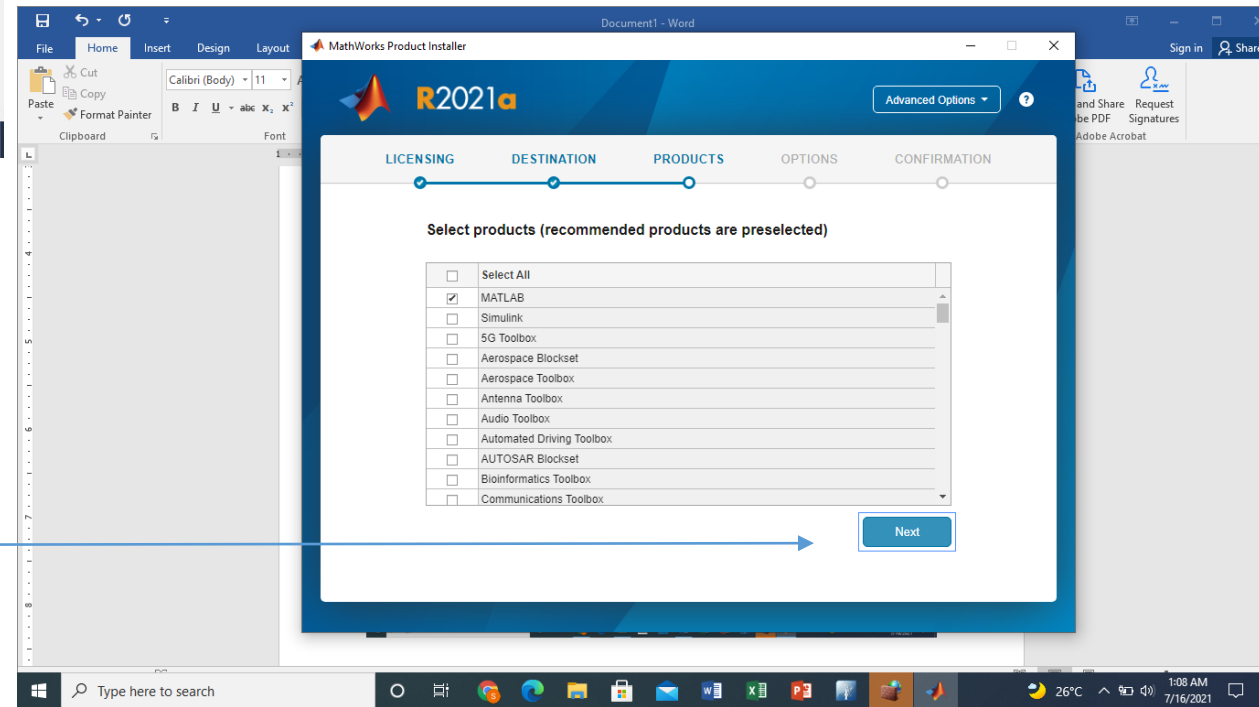 Document1 - Word
File Home Insert Design Layout
Sign in Share
Cut
Copy
Paste
Format Painter
Calibri (Body) 11
B I U abc X₂ X²
Clipboard Font
and Share Request
be PDF Signatures
Adobe Acrobat
MathWorks Product Installer
R2021a
Advanced Options
?
LICENSING DESTINATION PRODUCTS OPTIONS CONFIRMATION
Select products (recommended products are preselected)
Select All
MATLAB
Simulink
5G Toolbox
Aerospace Blockset
Aerospace Toolbox
Antenna Toolbox
Audio Toolbox
Automated Driving Toolbox
AUTOSAR Blockset
Bioinformatics Toolbox
Communications Toolbox
Next
Type here to search
26°C
1:08 AM
7/16/2021